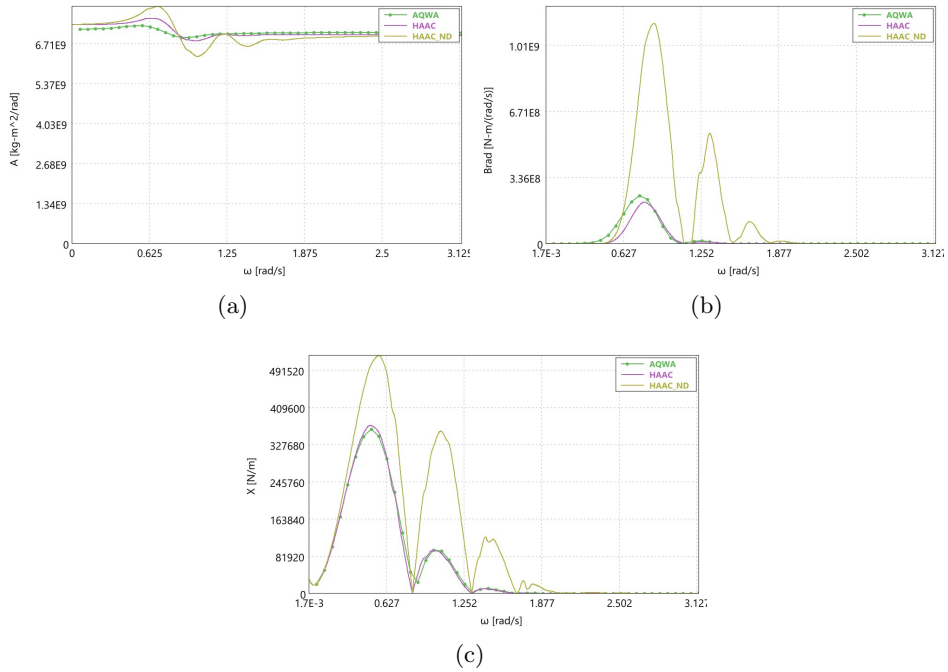 AQWA
HAAC
HAAC_ND
6.71E9
5.37E9
4.03E9
2.68E9
1.34E9
0
A [kg-m^2/rad]
0 0.625 1.25 1.875 2.5 3.125
ω [rad/s]
(a)
AQWA
HAAC
HAAC_ND
1.01E9
6.71E8
3.36E8
0
Brad [N-m/(rad/s)]
1.7E-3 0.627 1.252 1.877 2.502 3.127
ω [rad/s]
(b)
AQWA
HAAC
HAAC_ND
491520
409600
327680
245760
163840
81920
0
X [N/m]
1.7E-3 0.627 1.252 1.877 2.502 3.127
ω [rad/s]
(c)